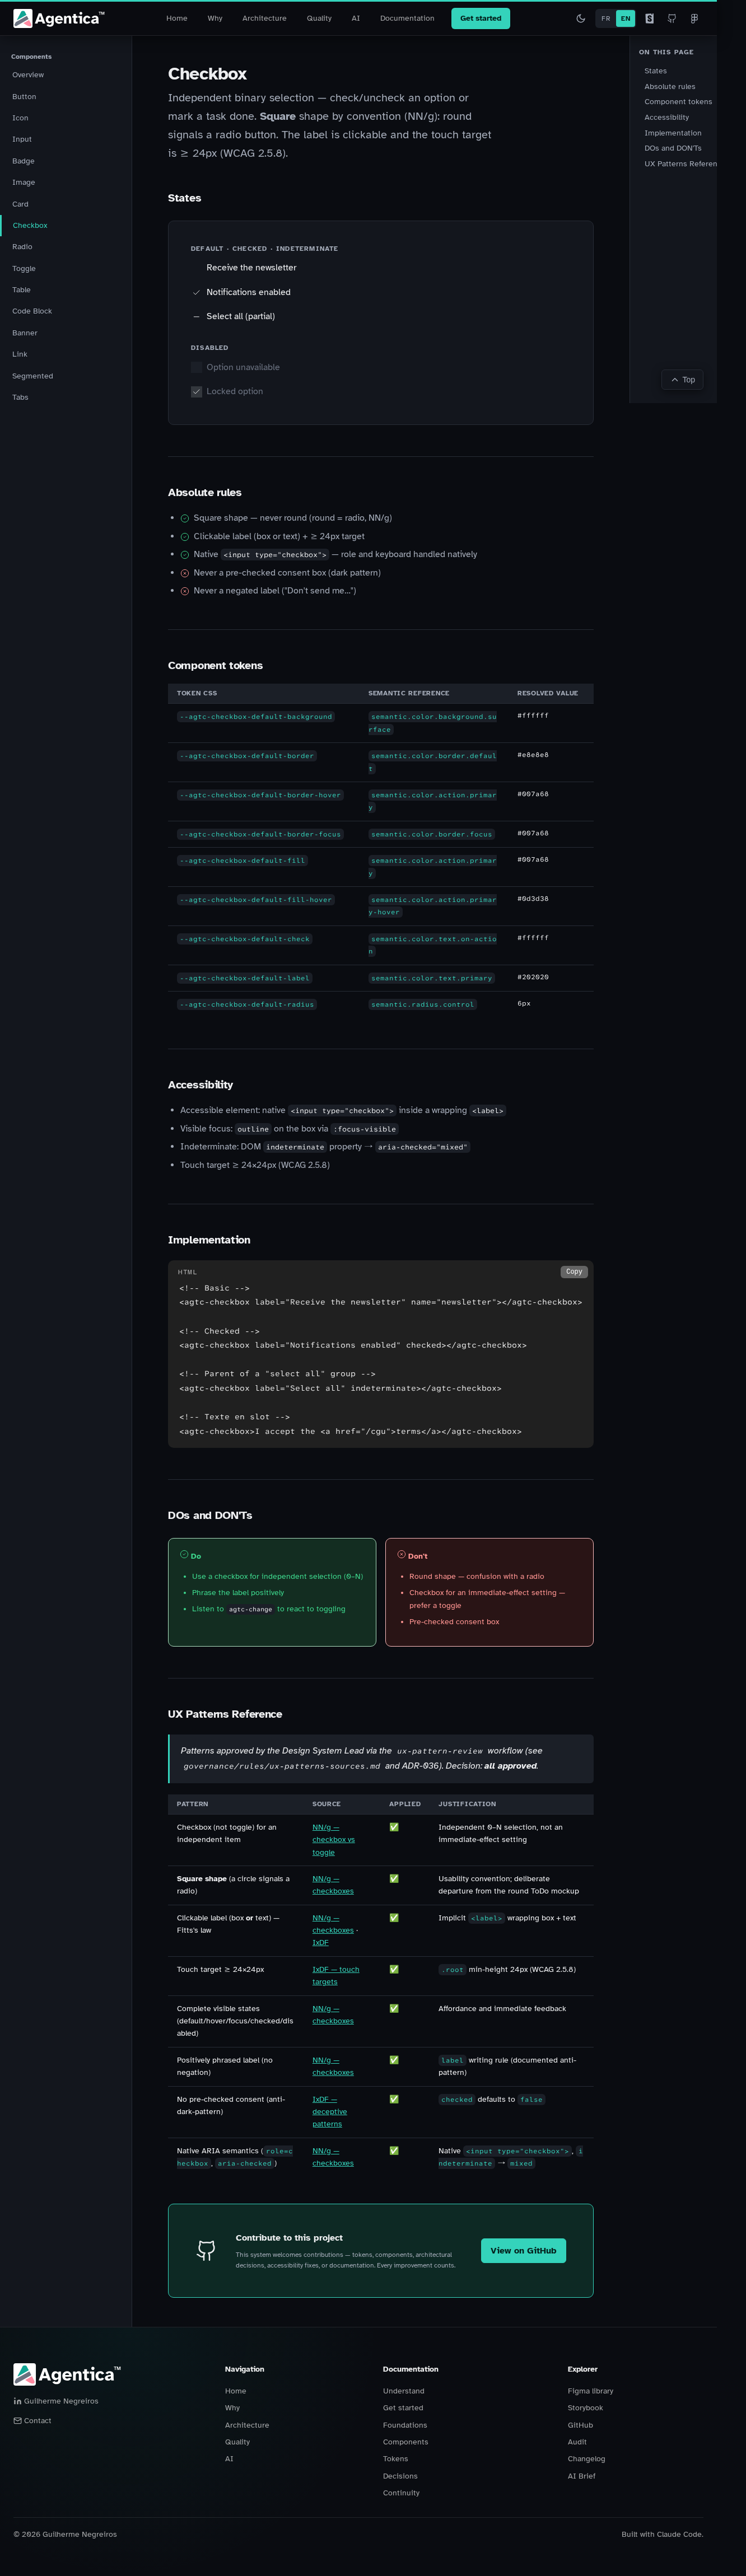 Agentica™
Home
Why
Architecture
Quality
AI
Documentation
Get started
FR
EN
Components
Overview
Button
Icon
Input
Badge
Image
Card
Checkbox
Radio
Toggle
Table
Code Block
Banner
Link
Segmented
Tabs
ON THIS PAGE
States
Absolute rules
Component tokens
Accessibility
Implementation
DOs and DON'Ts
UX Patterns Referen
Top
Checkbox
Independent binary selection — check/uncheck an option or
mark a task done. Square shape by convention (NN/g): round
signals a radio button. The label is clickable and the touch target
is ≥ 24px (WCAG 2.5.8).
States
DEFAULT · CHECKED · INDETERMINATE
Receive the newsletter
Notifications enabled
Select all (partial)
DISABLED
Option unavailable
Locked option
Absolute rules
Square shape — never round (round = radio, NN/g)
Clickable label (box or text) + ≥ 24px target
Native <input type="checkbox"> — role and keyboard handled natively
Never a pre-checked consent box (dark pattern)
Never a negated label ("Don't send me…")
Component tokens
TOKEN CSS SEMANTIC REFERENCE RESOLVED VALUE
--agtc-checkbox-default-background semantic.color.background.su #ffffff
rface
--agtc-checkbox-default-border semantic.color.border.defaul #e8e8e8
t
--agtc-checkbox-default-border-hover semantic.color.action.primar #007a68
y
--agtc-checkbox-default-border-focus semantic.color.border.focus #007a68
--agtc-checkbox-default-fill semantic.color.action.primar #007a68
y
--agtc-checkbox-default-fill-hover semantic.color.action.primar #0d3d38
y-hover
--agtc-checkbox-default-check semantic.color.text.on-actio #ffffff
n
--agtc-checkbox-default-label semantic.color.text.primary #202020
--agtc-checkbox-default-radius semantic.radius.control 6px
Accessibility
Accessible element: native <input type="checkbox"> inside a wrapping <label>
Visible focus: outline on the box via :focus-visible
Indeterminate: DOM indeterminate property → aria-checked="mixed"
Touch target ≥ 24×24px (WCAG 2.5.8)
Implementation
HTML
Copy
<!-- Basic -->
<agtc-checkbox label="Receive the newsletter" name="newsletter"></agtc-checkbox>
<!-- Checked -->
<agtc-checkbox label="Notifications enabled" checked></agtc-checkbox>
<!-- Parent of a "select all" group -->
<agtc-checkbox label="Select all" indeterminate></agtc-checkbox>
<!-- Texte en slot -->
<agtc-checkbox>I accept the <a href="/cgu">terms</a></agtc-checkbox>
DOs and DON'Ts
Do
Use a checkbox for independent selection (0–N)
Phrase the label positively
Listen to agtc-change to react to toggling
Don't
Round shape — confusion with a radio
Checkbox for an immediate-effect setting —
prefer a toggle
Pre-checked consent box
UX Patterns Reference
Patterns approved by the Design System Lead via the ux-pattern-review workflow (see
governance/rules/ux-patterns-sources.md and ADR-036). Decision: all approved.
PATTERN SOURCE APPLIED JUSTIFICATION
Checkbox (not toggle) for an NN/g — ✅ Independent 0–N selection, not an
independent item checkbox vs immediate-effect setting
toggle
Square shape (a circle signals a NN/g — ✅ Usability convention; deliberate
radio) checkboxes departure from the round ToDo mockup
Clickable label (box or text) — NN/g — ✅ Implicit <label> wrapping box + text
Fitts's law checkboxes ·
IxDF
Touch target ≥ 24×24px IxDF — touch ✅ .root min-height 24px (WCAG 2.5.8)
targets
Complete visible states NN/g — ✅ Affordance and immediate feedback
(default/hover/focus/checked/dis checkboxes
abled)
Positively phrased label (no NN/g — ✅ label writing rule (documented anti-
negation) checkboxes pattern)
No pre-checked consent (anti- IxDF — ✅ checked defaults to false
dark-pattern) deceptive
patterns
Native ARIA semantics (role=c NN/g — ✅ Native <input type="checkbox">, i
heckbox, aria-checked) checkboxes ndeterminate → mixed
Contribute to this project
This system welcomes contributions — tokens, components, architectural
decisions, accessibility fixes, or documentation. Every improvement counts.
View on GitHub
Agentica™
Guilherme Negreiros
Contact
Navigation
Home
Why
Architecture
Quality
AI
Documentation
Understand
Get started
Foundations
Components
Tokens
Decisions
Continuity
Explore
Figma library
Storybook
GitHub
Audit
Changelog
AI Brief
© 2026 Guilherme Negreiros
Built with Claude Code.